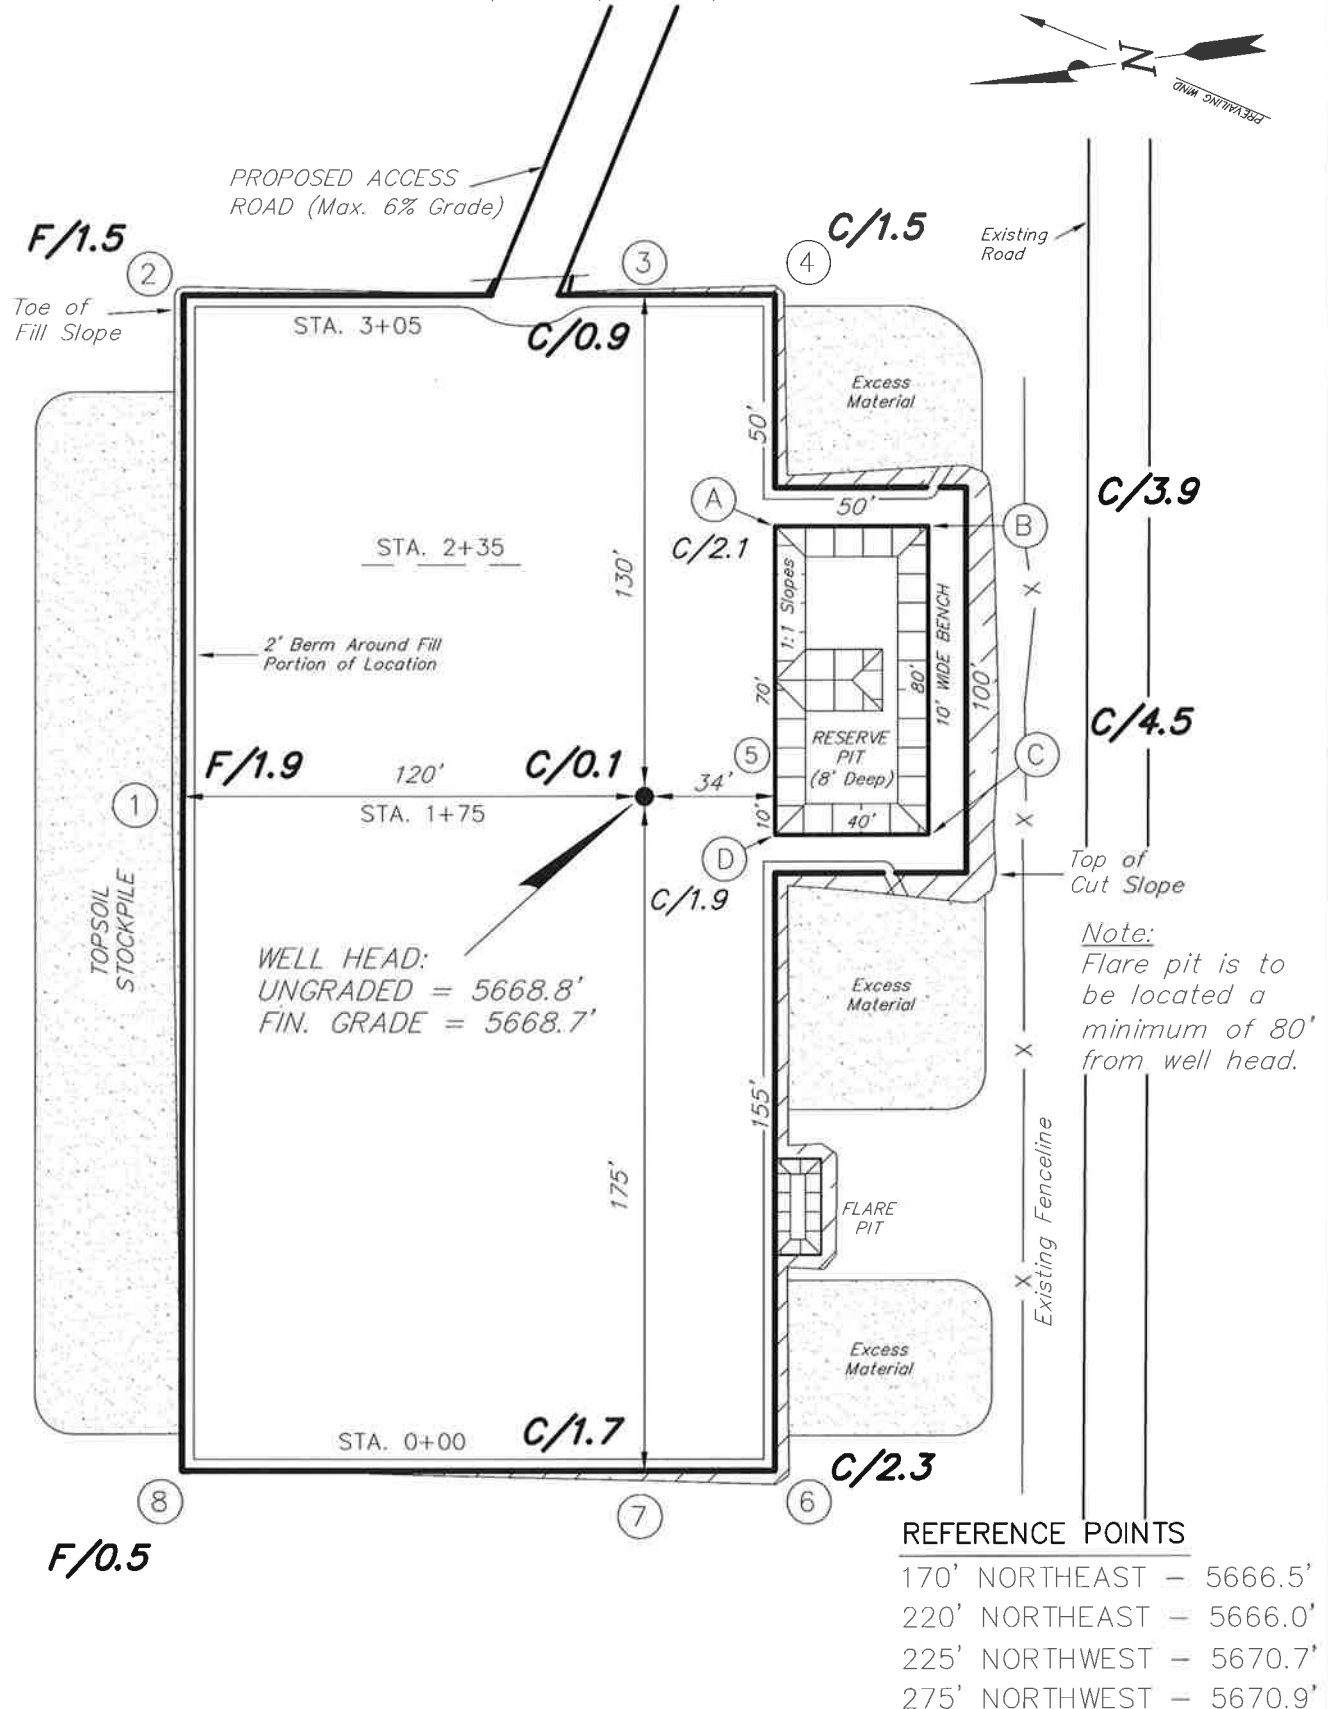 N
PREVAILING WIND
PROPOSED ACCESS
ROAD (Max. 6% Grade)
F/1.5
C/1.5
Existing
Road
2
3
4
Toe of
Fill Slope
STA. 3+05
C/0.9
Excess
Material
50'
C/3.9
A
50'
B
C/2.1
STA. 2+35
130'
1:1 Slopes
X
10' WIDE BENCH
2' Berm Around Fill
Portion of Location
70'
80'
100'
C/4.5
RESERVE
PIT
(8' Deep)
F/1.9
120'
C/0.1
5
34'
C
1
STA. 1+75
10'
40'
X
D
Top of
Cut Slope
C/1.9
TOPSOIL
STOCKPILE
WELL HEAD:
UNGRADED = 5668.8'
FIN. GRADE = 5668.7'
Excess
Material
Note:
Flare pit is to
be located a
minimum of 80'
from well head.
X
155'
175'
FLARE
PIT
Existing Fenceline
X
Excess
Material
STA. 0+00
C/1.7
C/2.3
8
7
6
F/0.5
REFERENCE POINTS
170' NORTHEAST - 5666.5'
220' NORTHEAST - 5666.0'
225' NORTHWEST - 5670.7'
275' NORTHWEST - 5670.9'